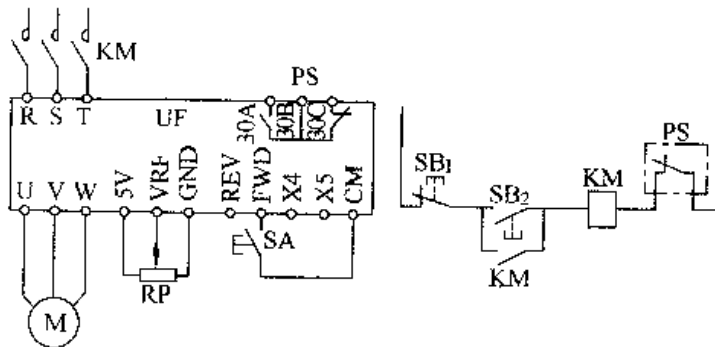 KM
PS
R S T UF 30A 30B 30C
U V W 5V VRF GND REV FWD X4 X5 CM
SA
RP
M
PS
SB1
SB2
KM
KM